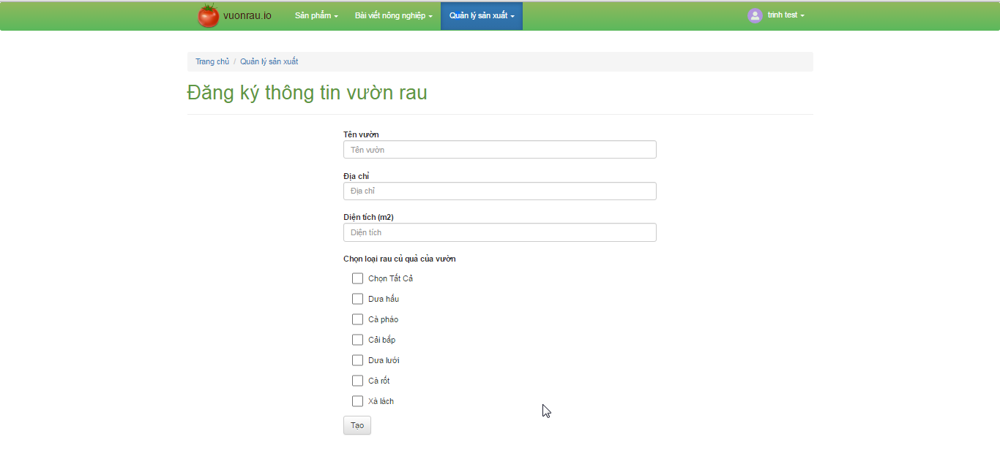 vuonrau.io Sản phẩm Bài viết nông nghiệp Quản lý sản xuất trinh test
Trang chủ / Quản lý sản xuất
Đăng ký thông tin vườn rau
Tên vườn
Tên vườn
Địa chỉ
Địa chỉ
Diện tích (m2)
Diện tích
Chọn loại rau củ quả của vườn
Chọn Tất Cả
Dưa hấu
Cà pháo
Cải bắp
Dưa lưới
Cà rốt
Xà lách
Tạo